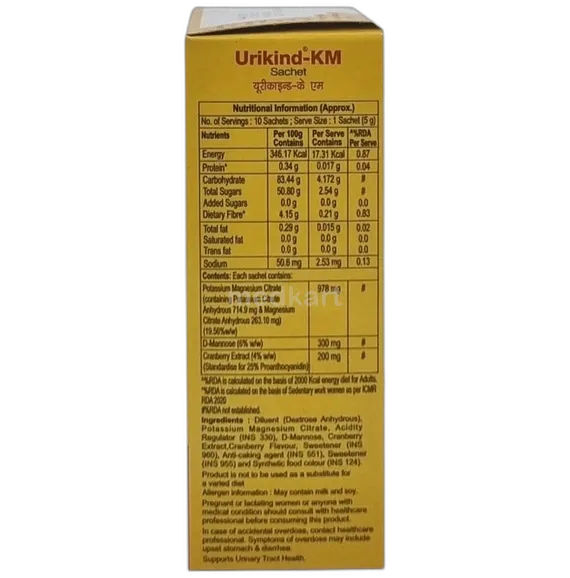 Urikind®-KM
Sachet
यूरीकाइन्ड-के एम
Nutritional Information (Approx.)
No. of Servings : 10 Sachets ; Serve Size : 1 Sachet (5 g)
Nutrients Per 100g Contains Per Serve Contains ^%RDA Per Serve
Energy 346.17 Kcal 17.31 Kcal 0.87
Protein* 0.34 g 0.017 g 0.04
Carbohydrate 83.44 g 4.172 g #
Total Sugars 50.80 g 2.54 g #
Added Sugars 0.0 g 0.0 g 0.0
Dietary Fibre* 4.15 g 0.21 g 0.83
Total fat 0.29 g 0.015 g 0.02
Saturated fat 0.0 g 0.0 g 0.0
Trans fat 0.0 g 0.0 g 0.0
Sodium 50.6 mg 2.53 mg 0.13
Contents: Each sachet contains:
Potassium Magnesium Citrate 978 mg #
(containing Potassium Citrate
Anhydrous 714.9 mg & Magnesium
Citrate Anhydrous 263.10 mg)
(19.56%w/w)
D-Mannose (6% w/w) 300 mg #
Cranberry Extract (4% w/w) 200 mg #
(Standardise for 25% Proanthocyanidin)
^%RDA is calculated on the basis of 2000 Kcal energy diet for Adults.
*%RDA is calculated on the basis of Sedentary work women as per ICMR
RDA 2020
#%RDA not established.
Ingredients : Diluent (Dextrose Anhydrous),
Potassium Magnesium Citrate, Acidity
Regulator (INS 330), D-Mannose, Cranberry
Extract,Cranberry Flavour, Sweetener (INS
960), Anti-caking agent (INS 551), Sweetener
(INS 955) and Synthetic food colour (INS 124).
Product is not to be used as a substitute for
a varied diet
Allergen information : May contain milk and soy.
Pregnant or lactating women or anyone with
medical condition should consult with healthcare
professional before consuming this product.
In case of accidental overdoes, contact healthcare
professional. Symptoms of overdoes may include
upset stomach & diarrhea.
Supports Urinary Tract Health.
medkart